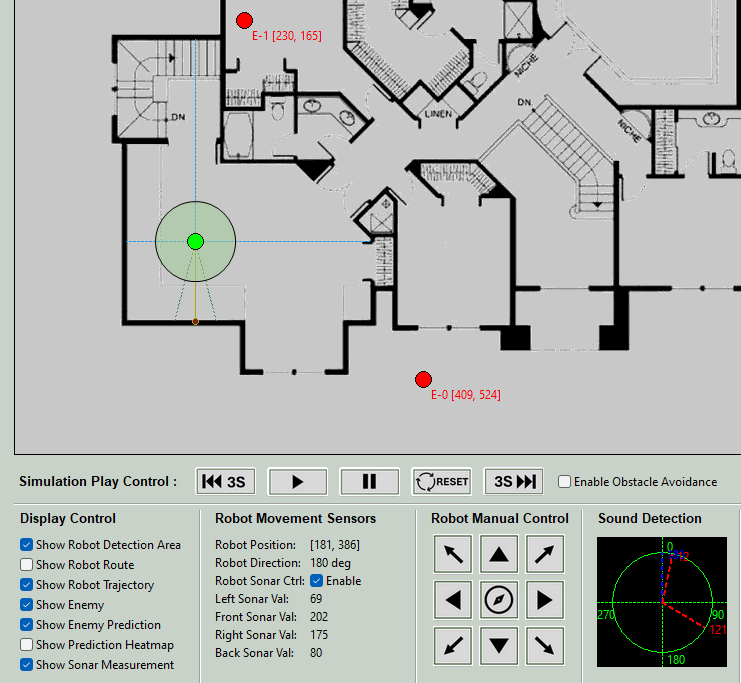 E-1 [230, 165]
NICHE
DN
LINEN
DN
NICHE
E-0 [409, 524]
Simulation Play Control :
3S
RESET
3S
Enable Obstacle Avoidance
Display Control
Robot Movement Sensors
Robot Manual Control
Sound Detection
Show Robot Detection Area
Show Robot Route
Show Robot Trajectory
Show Enemy
Show Enemy Prediction
Show Prediction Heatmap
Show Sonar Measurement
Robot Position: [181, 386]
Robot Direction: 180 deg
Robot Sonar Ctrl: Enable
Left Sonar Val: 69
Front Sonar Val: 202
Right Sonar Val: 175
Back Sonar Val: 80
0
270
90
121
180